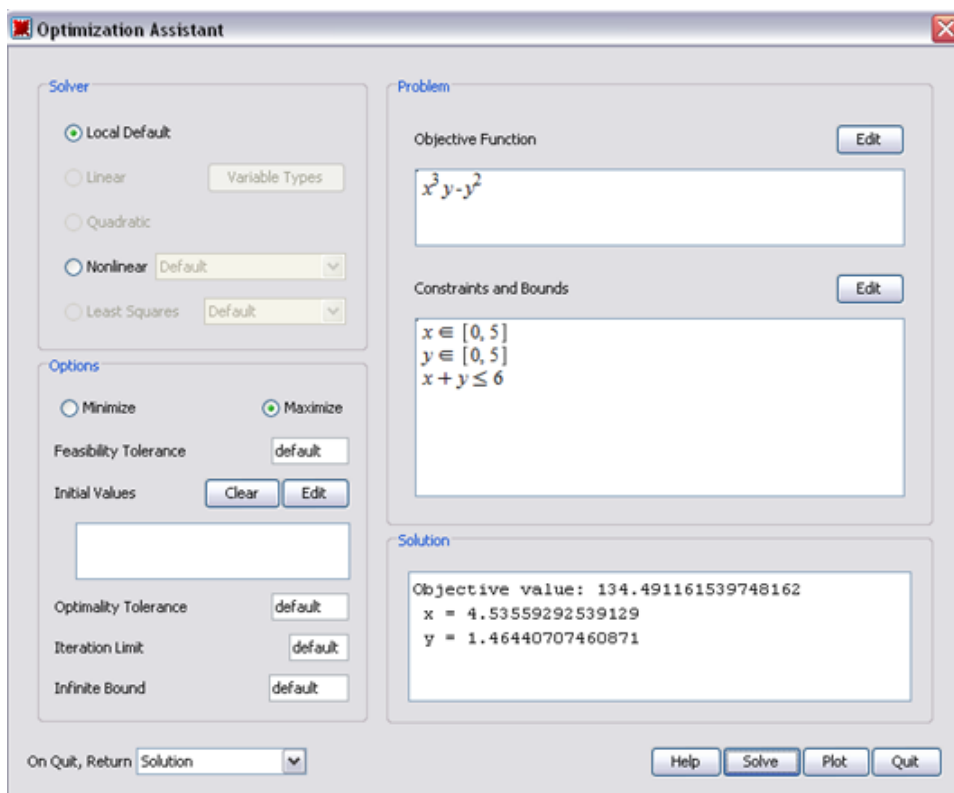 Optimization Assistant
Solver
Local Default
Linear
Variable Types
Quadratic
Nonlinear
Default
Least Squares
Default
Options
Minimize
Maximize
Feasibility Tolerance
default
Initial Values
Clear
Edit
Optimality Tolerance
default
Iteration Limit
default
Infinite Bound
default
Problem
Objective Function
Edit
x³ y-y²
Constraints and Bounds
Edit
x ∈ [0, 5]
y ∈ [0, 5]
x + y ≤ 6
Solution
Objective value: 134.491161539748162
x = 4.53559292539129
y = 1.46440707460871
On Quit, Return
Solution
Help
Solve
Plot
Quit